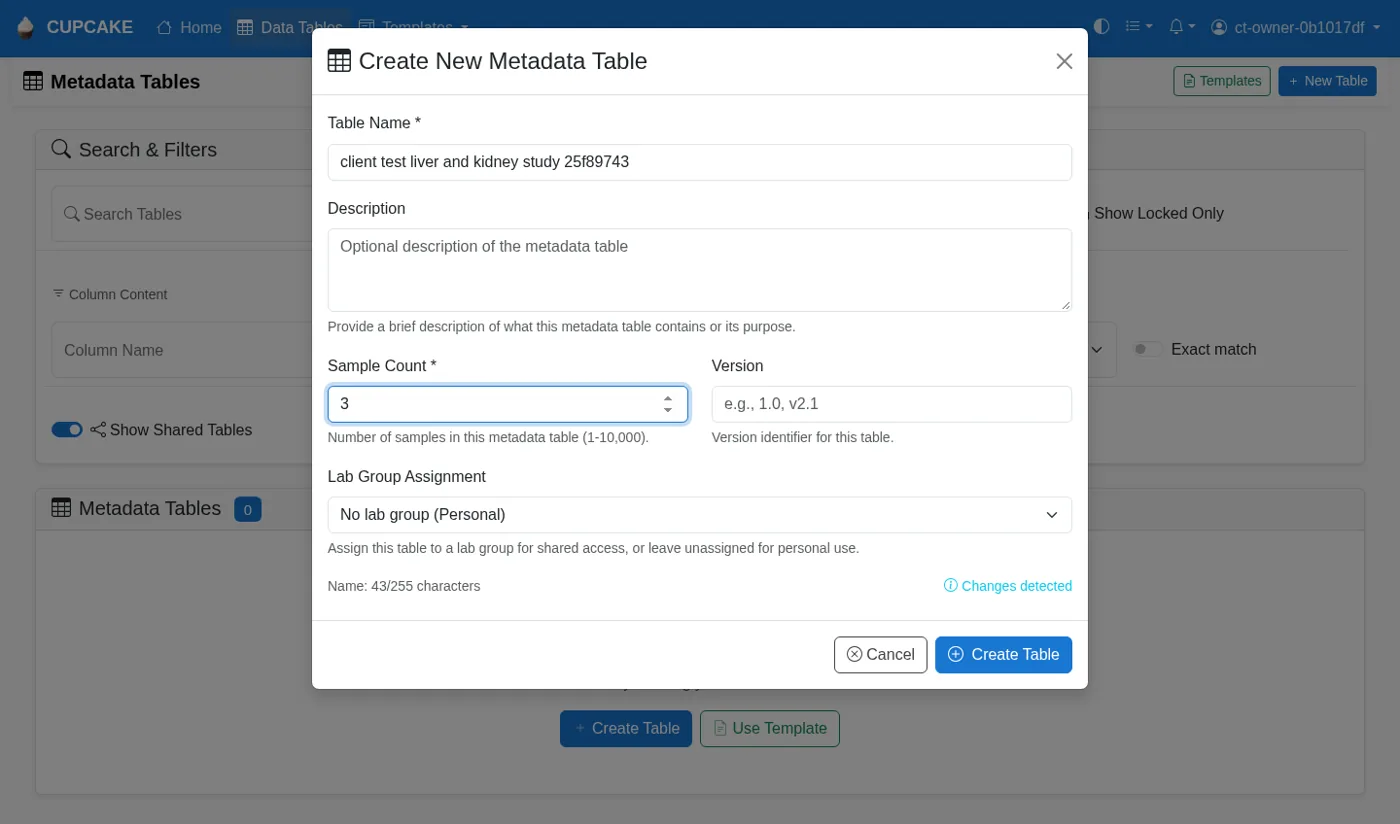 CUPCAKE Home Data Tables Templates ct-owner-0b1017df
Metadata Tables Templates + New Table
Search & Filters
Search Tables
Show Locked Only
Column Content
Column Name
Exact match
Show Shared Tables
Metadata Tables 0
+ Create Table Use Template
Create New Metadata Table
Table Name *
client test liver and kidney study 25f89743
Description
Optional description of the metadata table
Provide a brief description of what this metadata table contains or its purpose.
Sample Count * Version
3 e.g., 1.0, v2.1
Number of samples in this metadata table (1-10,000). Version identifier for this table.
Lab Group Assignment
No lab group (Personal)
Assign this table to a lab group for shared access, or leave unassigned for personal use.
Name: 43/255 characters Changes detected
Cancel Create Table